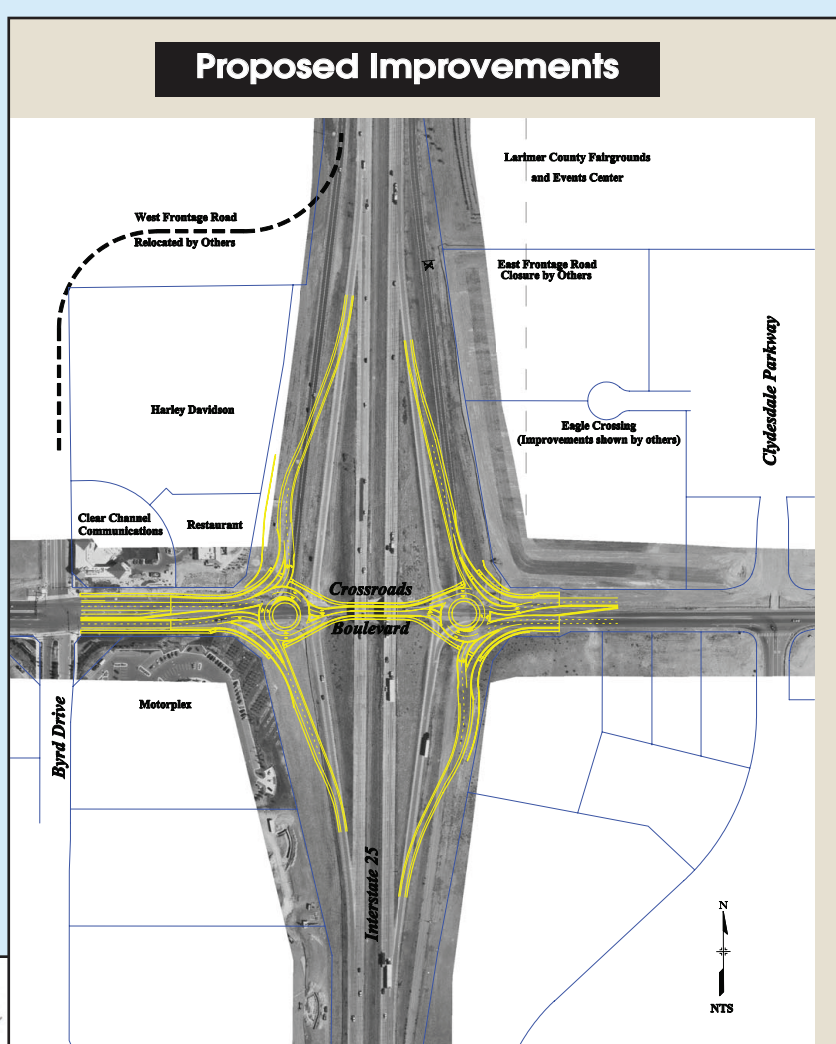 Proposed Improvements
Larimer County Fairgrounds
and Events Center
West Frontage Road
Relocated by Others
East Frontage Road
Closure by Others
Clydesdale Parkway
Harley Davidson
Eagle Crossing
(Improvements shown by others)
Clear Channel
Communications
Restaurant
Crossroads
Boulevard
Byrd Drive
Motorplex
Interstate 25
N
NTS